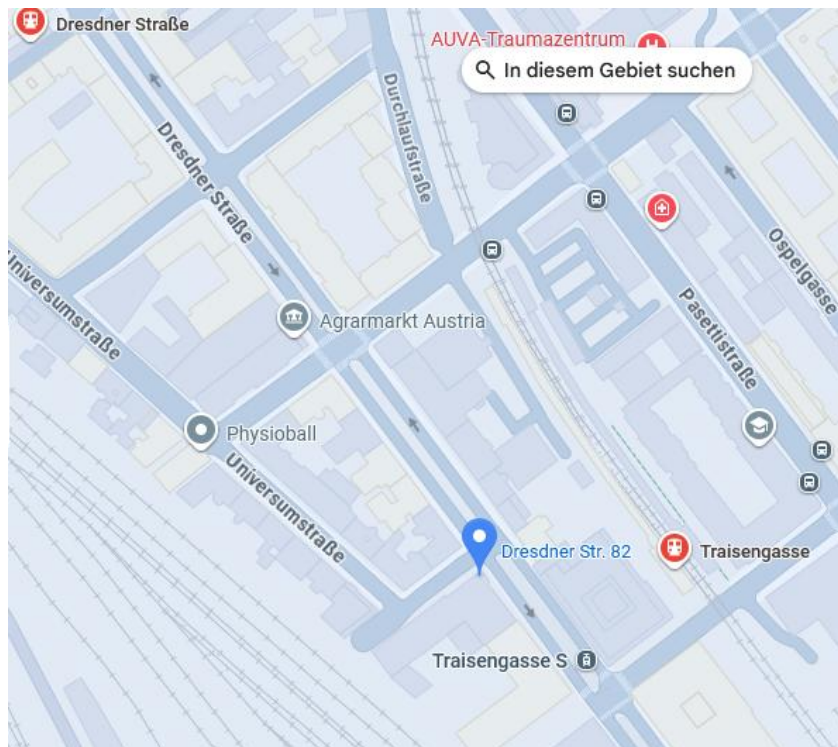 Dresdner Straße
AUVA-Traumazentrum
In diesem Gebiet suchen
Durchlaufstraße
Dresdner Straße
Ospelgasse
Universumstraße
Pasettistraße
Agrarmarkt Austria
Physioball
Universumstraße
Dresdner Str. 82
Traisengasse
Traisengasse S